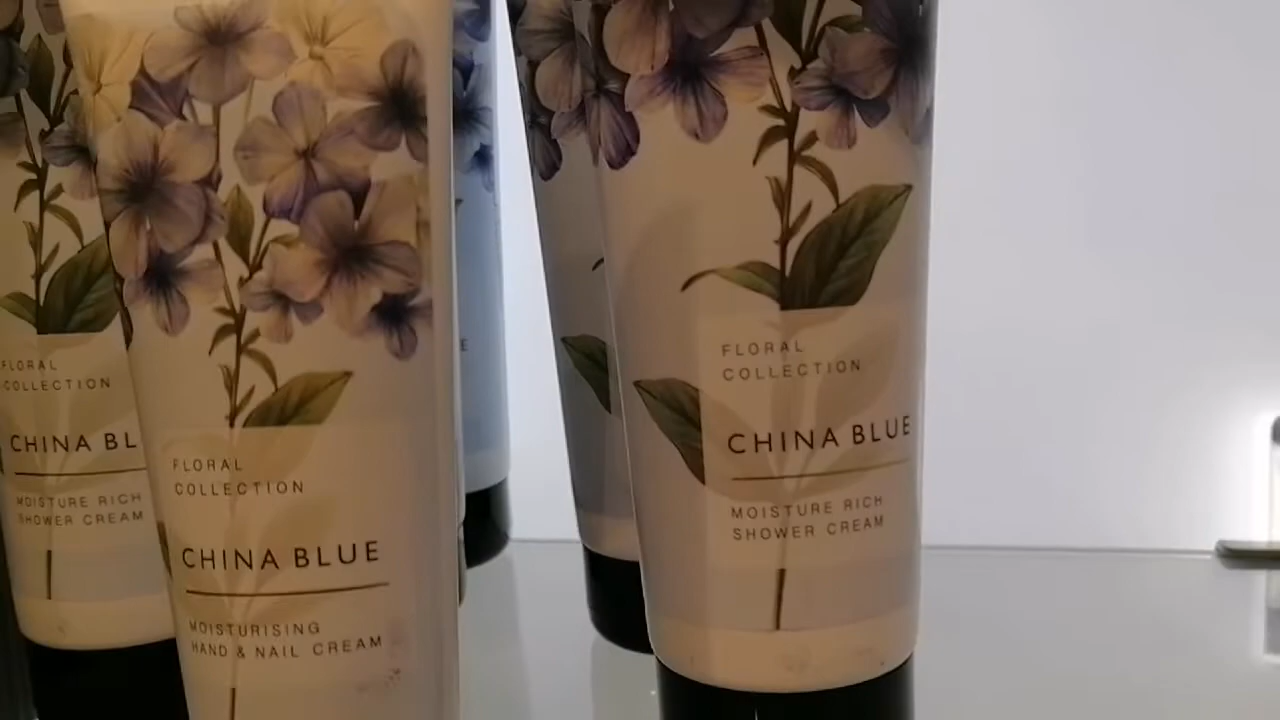 FLORAL
COLLECTION
CHINA BL
MOISTURE RICH
SHOWER CREAM
FLORAL
COLLECTION
CHINA BLUE
MOISTURISING
HAND & NAIL CREAM
FLORAL
COLLECTION
CHINA BLUE
MOISTURE RICH
SHOWER CREAM